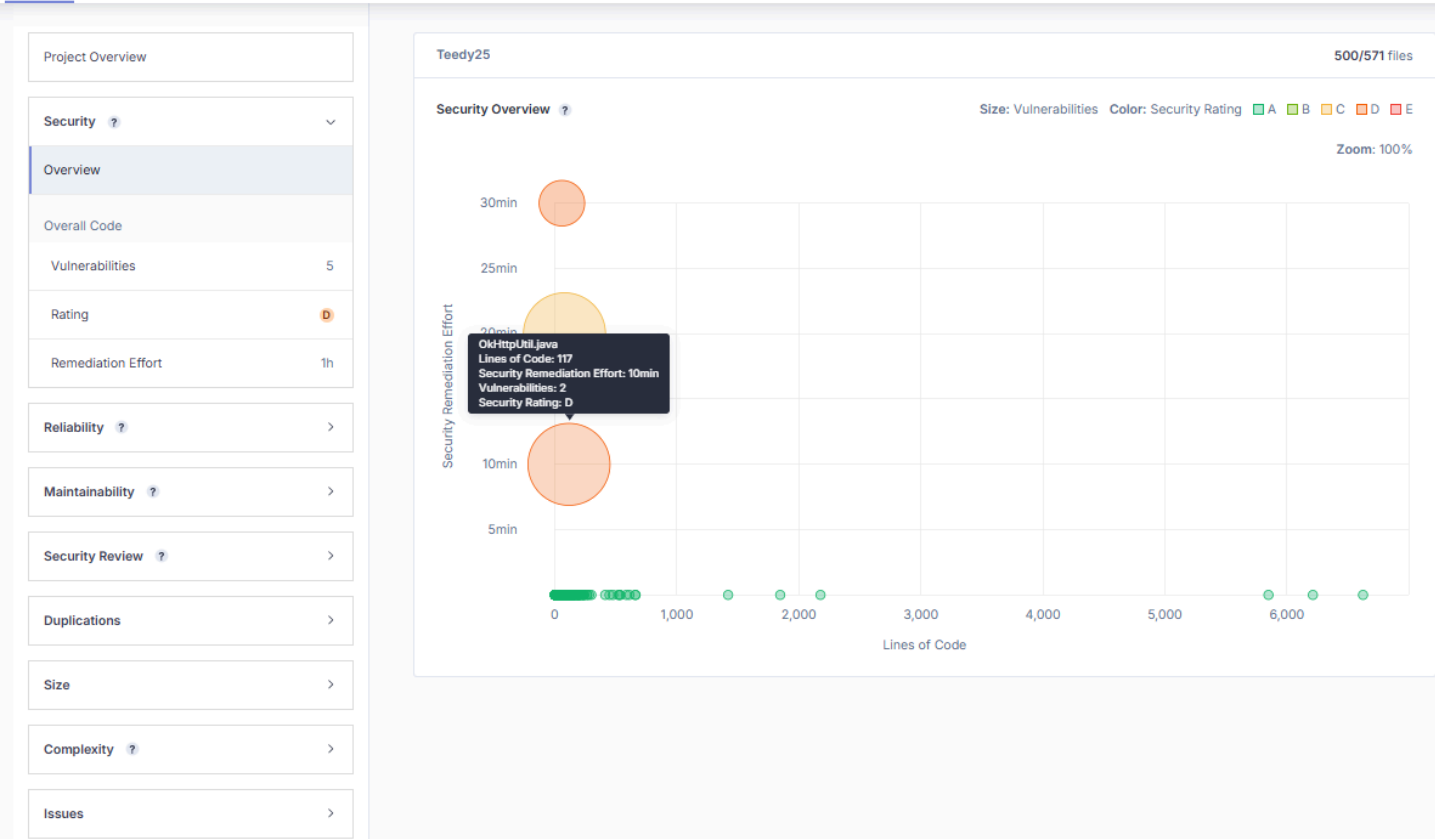 Project Overview
Security ?
Overview
Overall Code
Vulnerabilities 5
Rating D
Remediation Effort 1h
Reliability ?
Maintainability ?
Security Review ?
Duplications
Size
Complexity ?
Issues
Teedy25 500/571 files
Security Overview ? Size: Vulnerabilities Color: Security Rating A B C D E
Zoom: 100%
Security Remediation Effort
30min
25min
20min
OkHttpUtil.java
Lines of Code: 117
Security Remediation Effort: 10min
Vulnerabilities: 2
Security Rating: D
10min
5min
0 1,000 2,000 3,000 4,000 5,000 6,000
Lines of Code